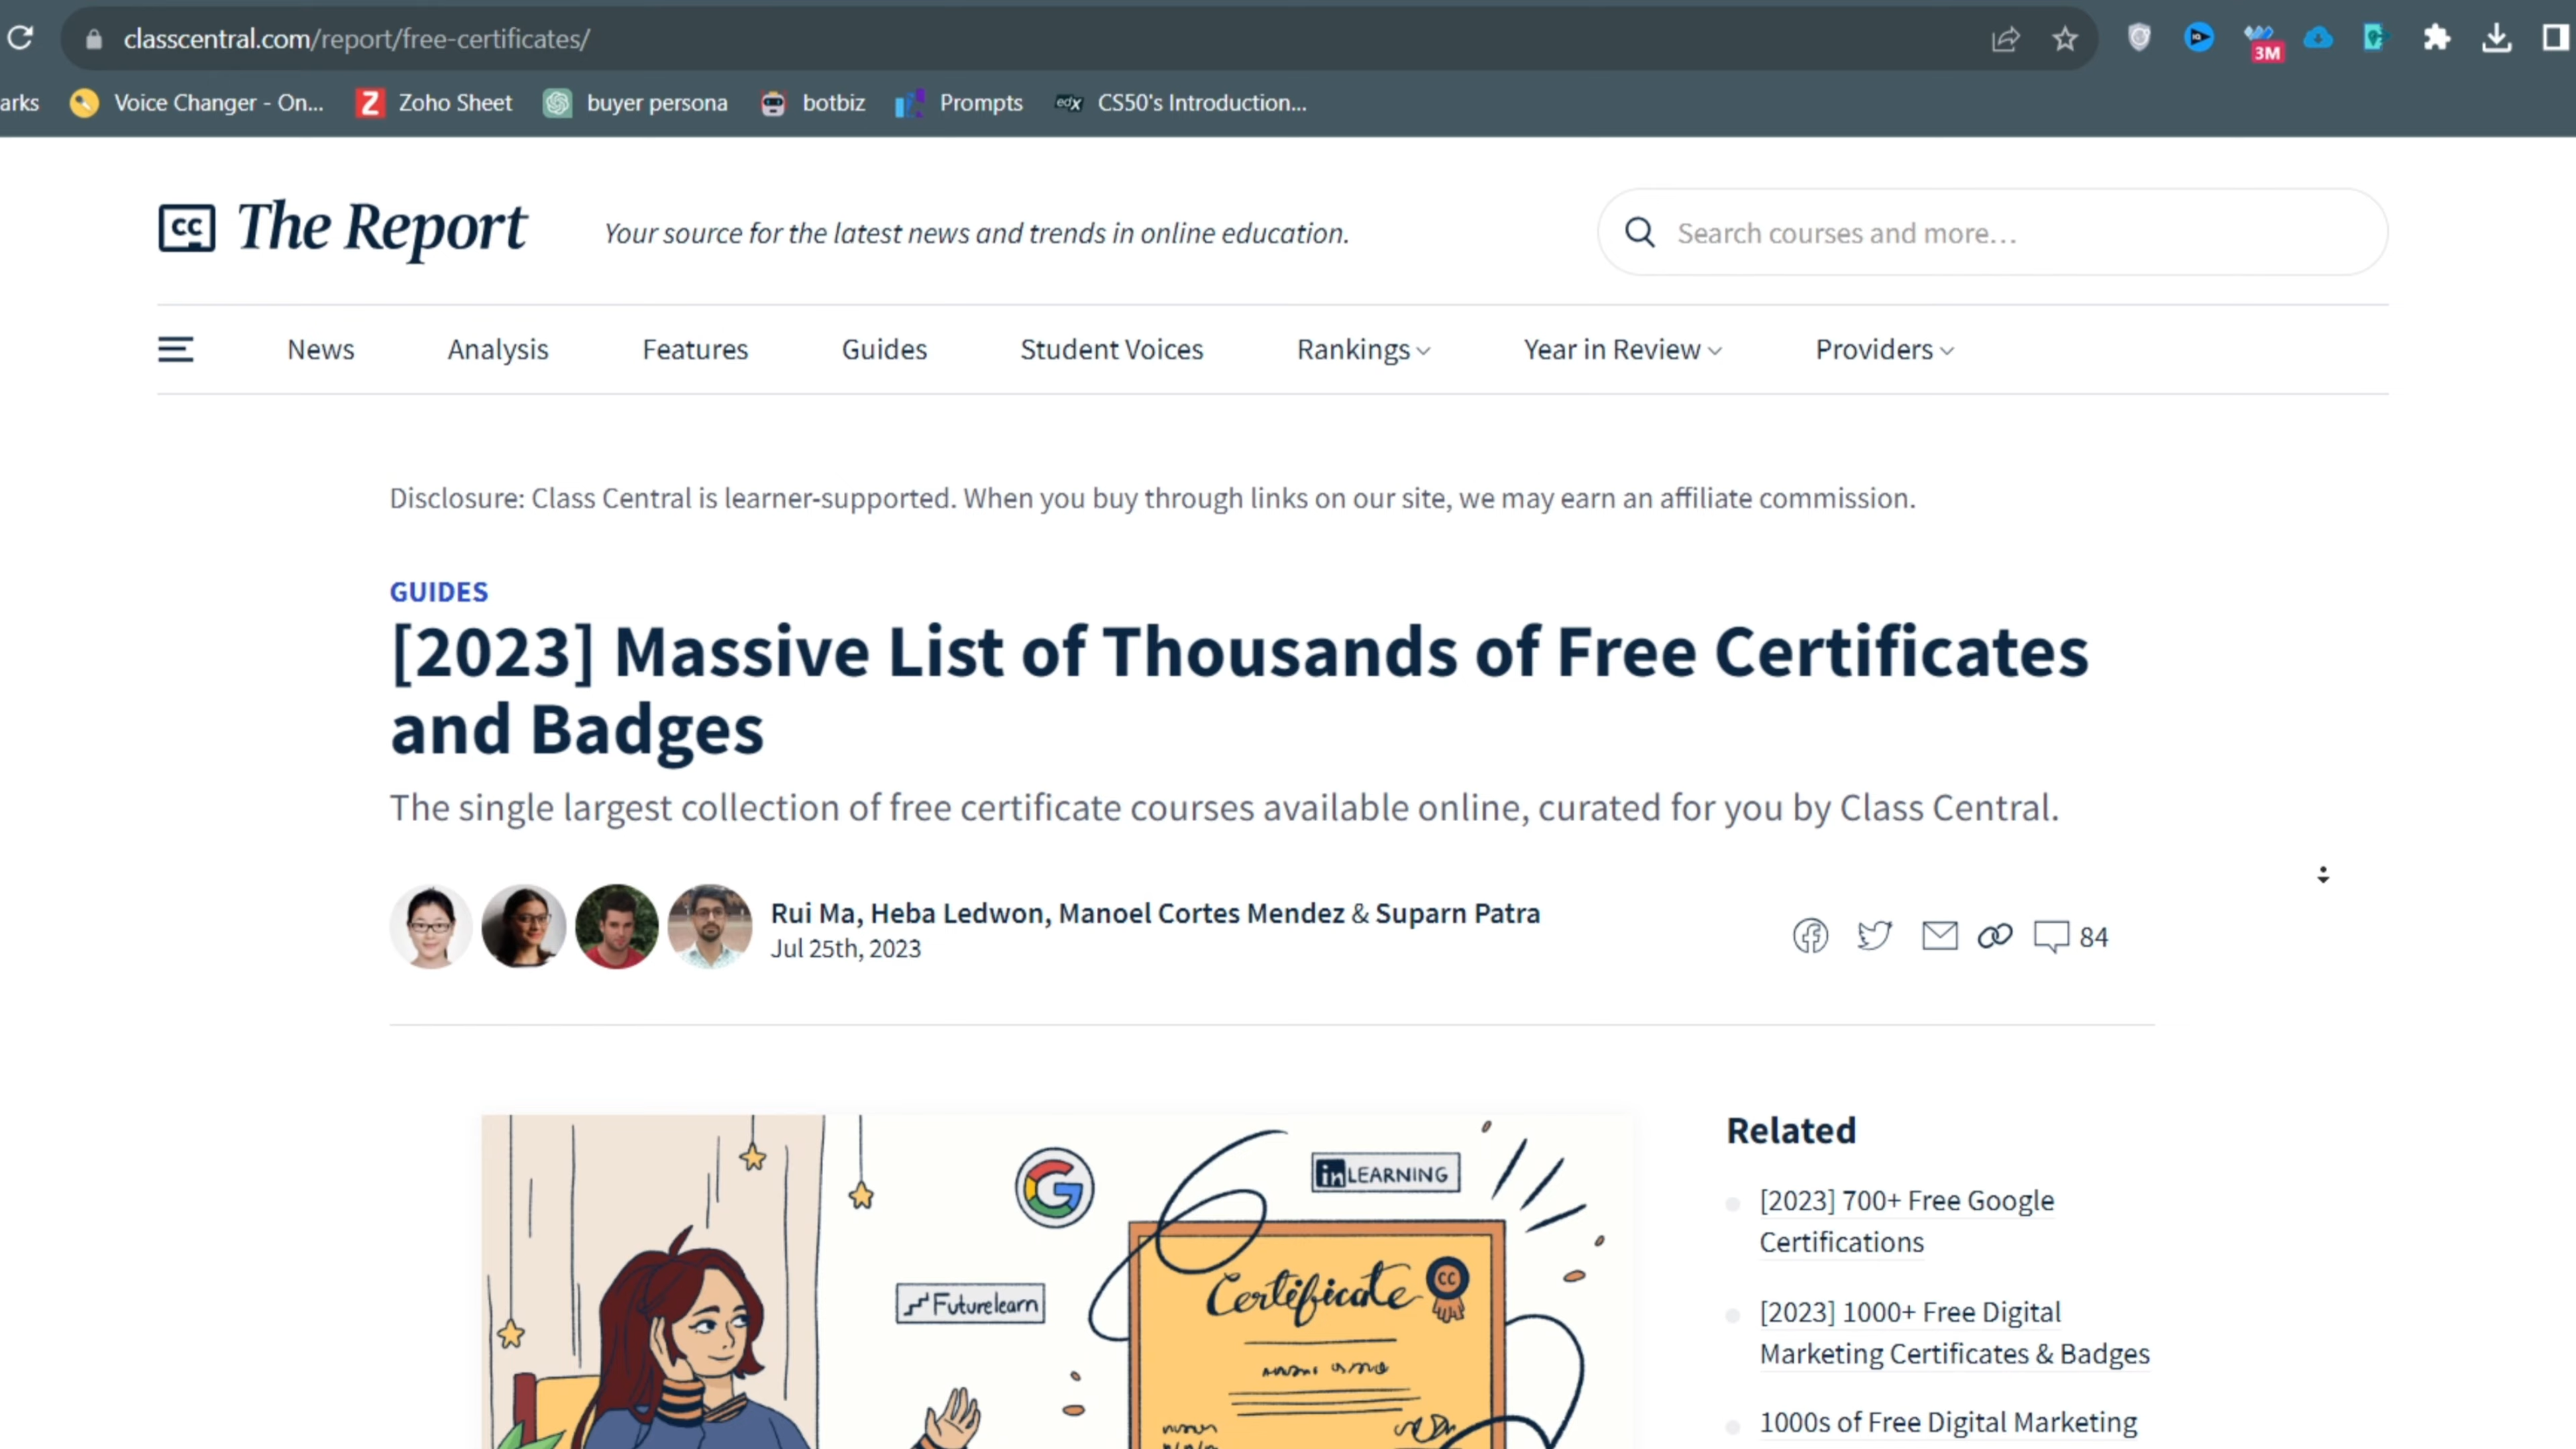 classcentral.com/report/free-certificates/
3M
arks Voice Changer - On... Zoho Sheet buyer persona botbiz edX CS50's Introduction...
Prompts
CC The Report
Your source for the latest news and trends in online education.
Search courses and more...
News Analysis Features Guides Student Voices Rankings Year in Review Providers
Disclosure: Class Central is learner-supported. When you buy through links on our site, we may earn an affiliate commission.
GUIDES
[2023] Massive List of Thousands of Free Certificates
and Badges
The single largest collection of free certificate courses available online, curated for you by Class Central.
Rui Ma, Heba Ledwon, Manoel Cortes Mendez & Suparn Patra
Jul 25th, 2023
84
in LEARNING
Futurelearn
Certificate
CC
Related
[2023] 700+ Free Google
Certifications
[2023] 1000+ Free Digital
Marketing Certificates & Badges
1000s of Free Digital Marketing